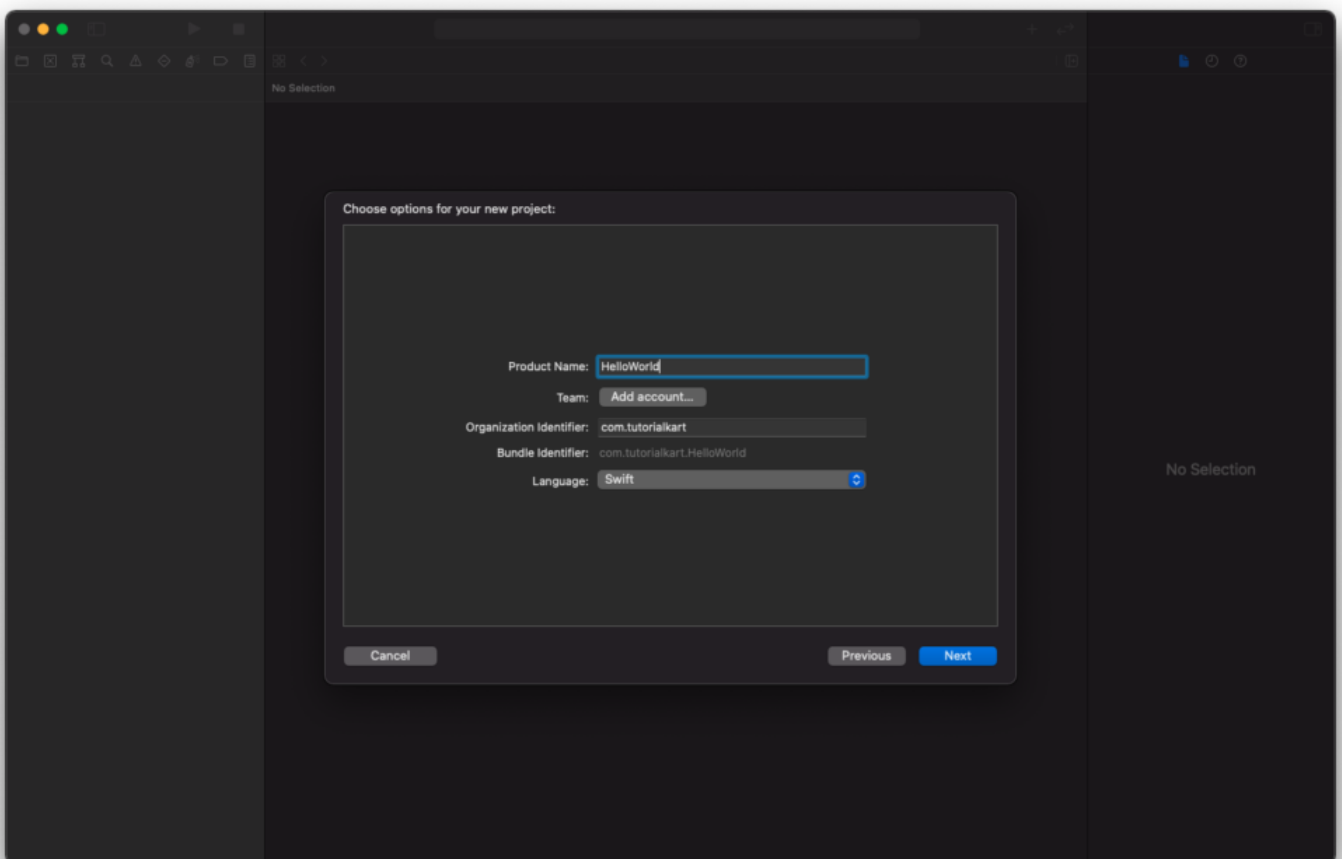 No Selection
Choose options for your new project:
Product Name: HelloWorld
Team: Add account...
Organization Identifier: com.tutorialkart
Bundle Identifier: com.tutorialkart.HelloWorld
Language: Swift
No Selection
Cancel Previous Next